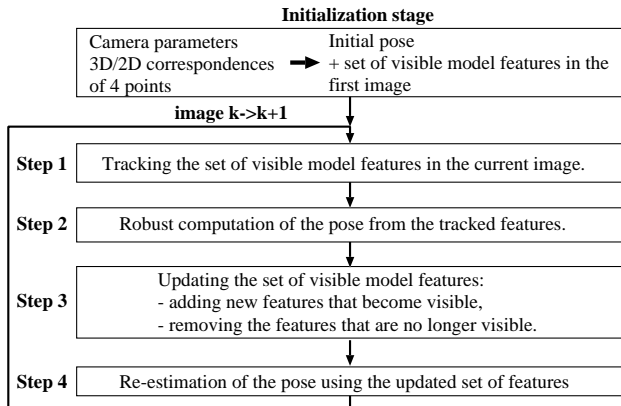 Initialization stage
Camera parameters
3D/2D correspondences
of 4 points
Initial pose
+ set of visible model features in the
first image
image k->k+1
Step 1
Tracking the set of visible model features in the current image.
Step 2
Robust computation of the pose from the tracked features.
Step 3
Updating the set of visible model features:
- adding new features that become visible,
- removing the features that are no longer visible.
Step 4
Re-estimation of the pose using the updated set of features